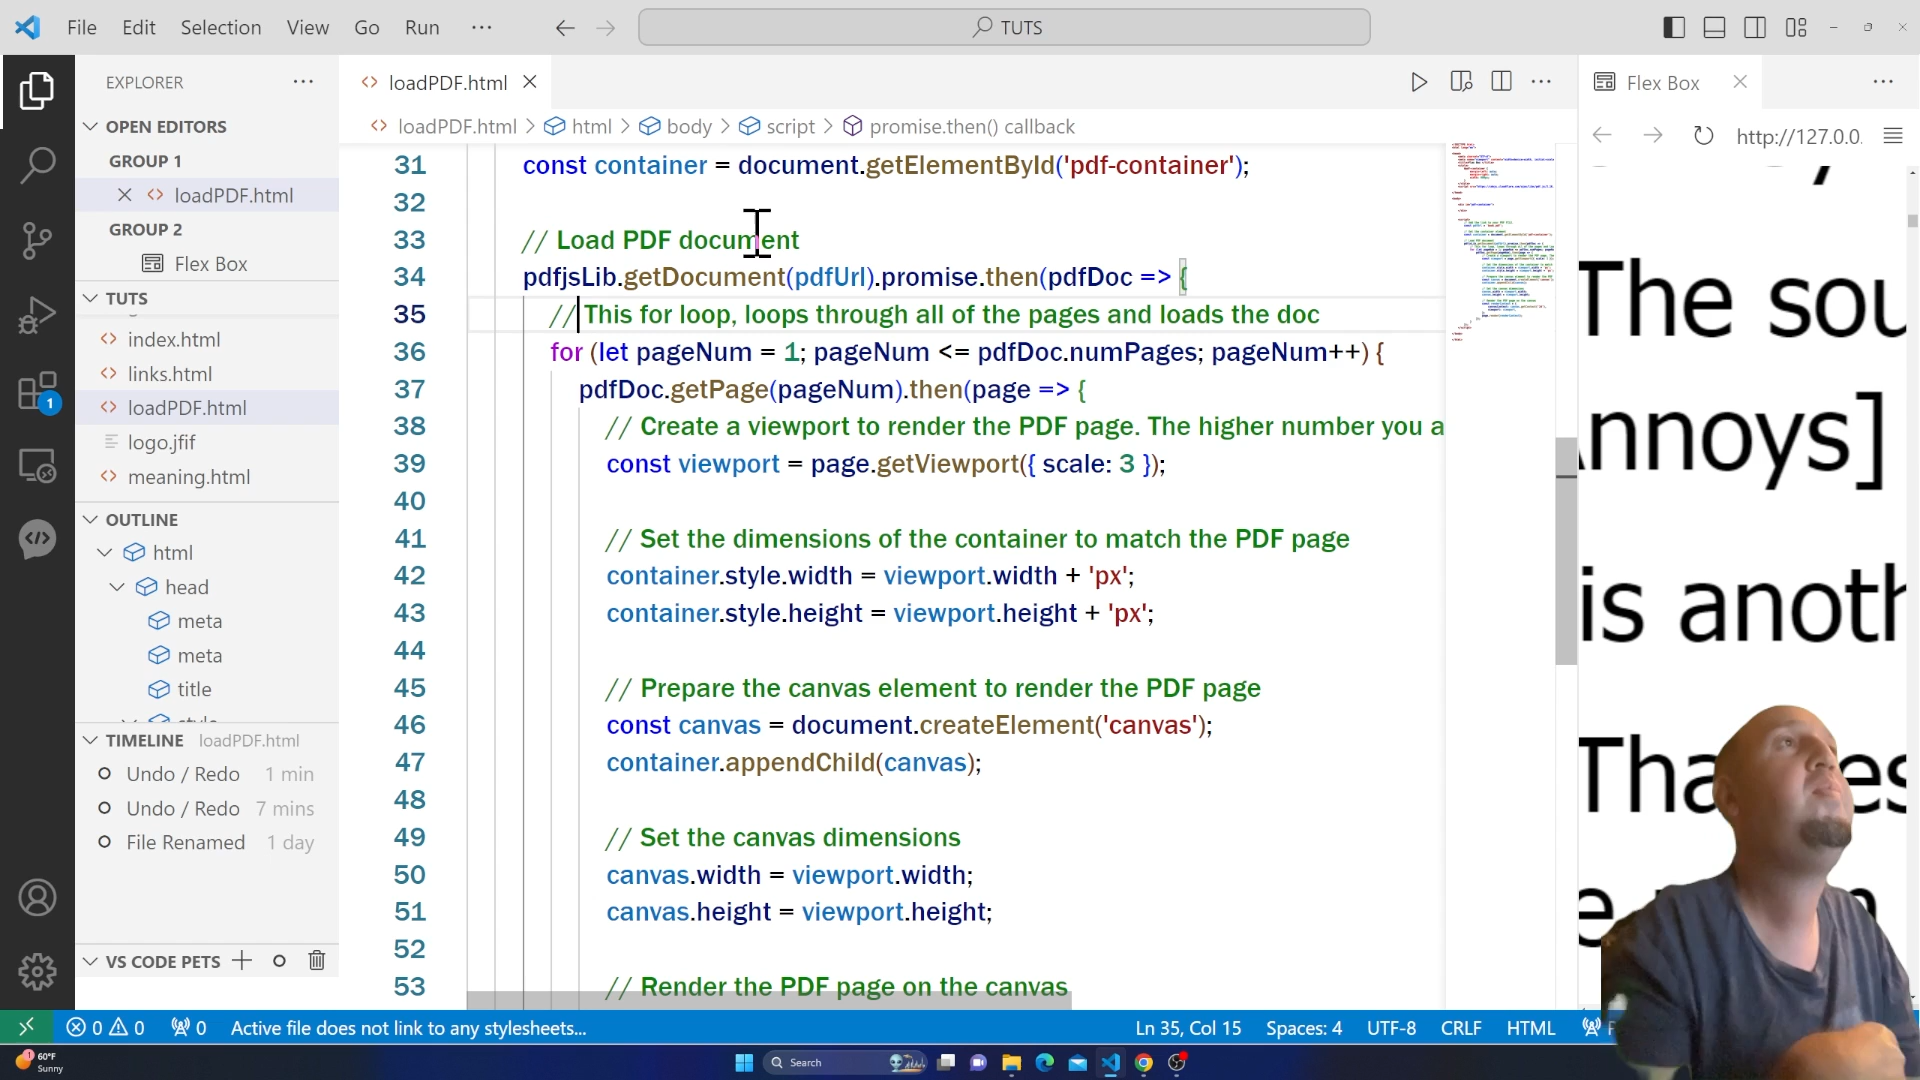 File Edit Selection View Go Run ··· TUTS
EXPLORER
OPEN EDITORS
GROUP 1
loadPDF.html
GROUP 2
Flex Box
TUTS
index.html
links.html
loadPDF.html
logo.jfif
meaning.html
OUTLINE
html
head
meta
meta
title
TIMELINE loadPDF.html
Undo / Redo 1 min
Undo / Redo 7 mins
File Renamed 1 day
VS CODE PETS
loadPDF.html
loadPDF.html > html > body > script > promise.then() callback
31 const container = document.getElementById('pdf-container');
32
33 // Load PDF document
34 pdfjsLib.getDocument(pdfUrl).promise.then(pdfDoc => {
35 // This for loop, loops through all of the pages and loads the doc
36 for (let pageNum = 1; pageNum <= pdfDoc.numPages; pageNum++) {
37 pdfDoc.getPage(pageNum).then(page => {
38 // Create a viewport to render the PDF page. The higher number you a
39 const viewport = page.getViewport({ scale: 3 });
40
41 // Set the dimensions of the container to match the PDF page
42 container.style.width = viewport.width + 'px';
43 container.style.height = viewport.height + 'px';
44
45 // Prepare the canvas element to render the PDF page
46 const canvas = document.createElement('canvas');
47 container.appendChild(canvas);
48
49 // Set the canvas dimensions
50 canvas.width = viewport.width;
51 canvas.height = viewport.height;
52
53 // Render the PDF page on the canvas
Flex Box
http://127.0.0.
The sou
nnoys]
is anoth
Tha es
0 0 0 Active file does not link to any stylesheets... Ln 35, Col 15 Spaces: 4 UTF-8 CRLF HTML
1
60°F
Sunny
Search